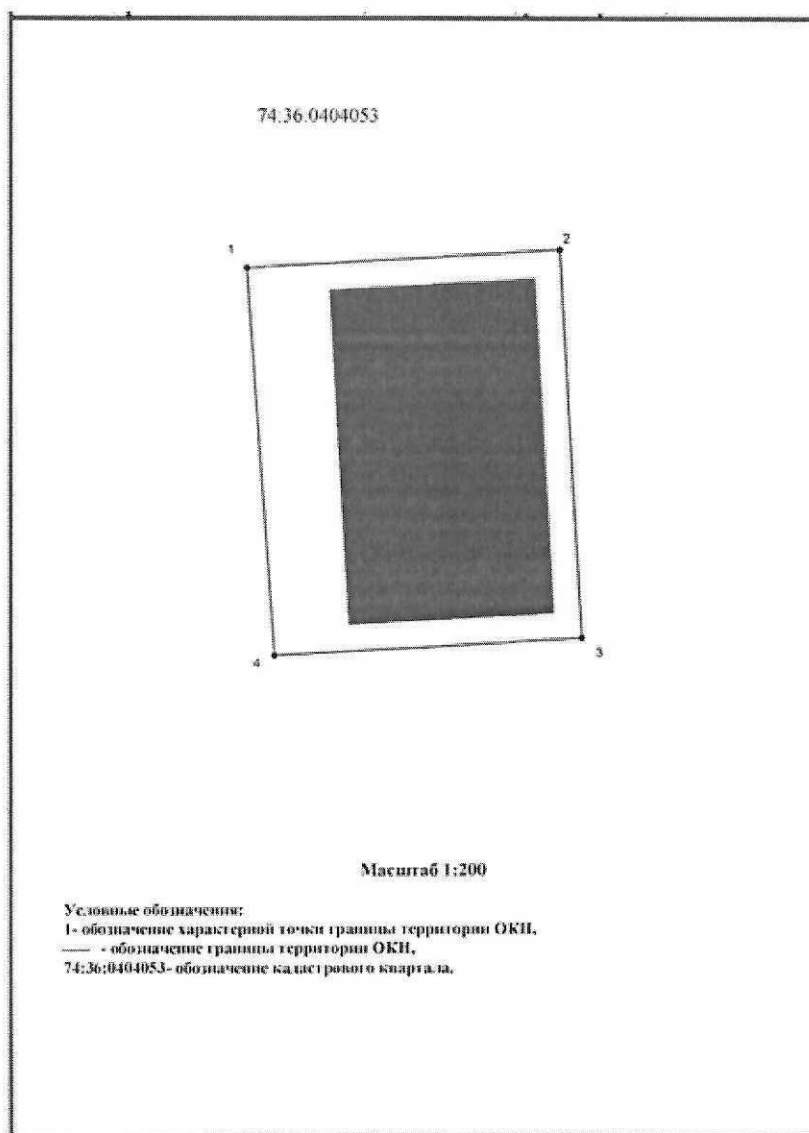 74:36:0404053
1
2
4
3
Масштаб 1:200
Условные обозначения:
1- обозначение характерной точки границы территории ОКН,
—— - обозначение границы территории ОКН,
74:36:0404053- обозначение кадастрового квартала.